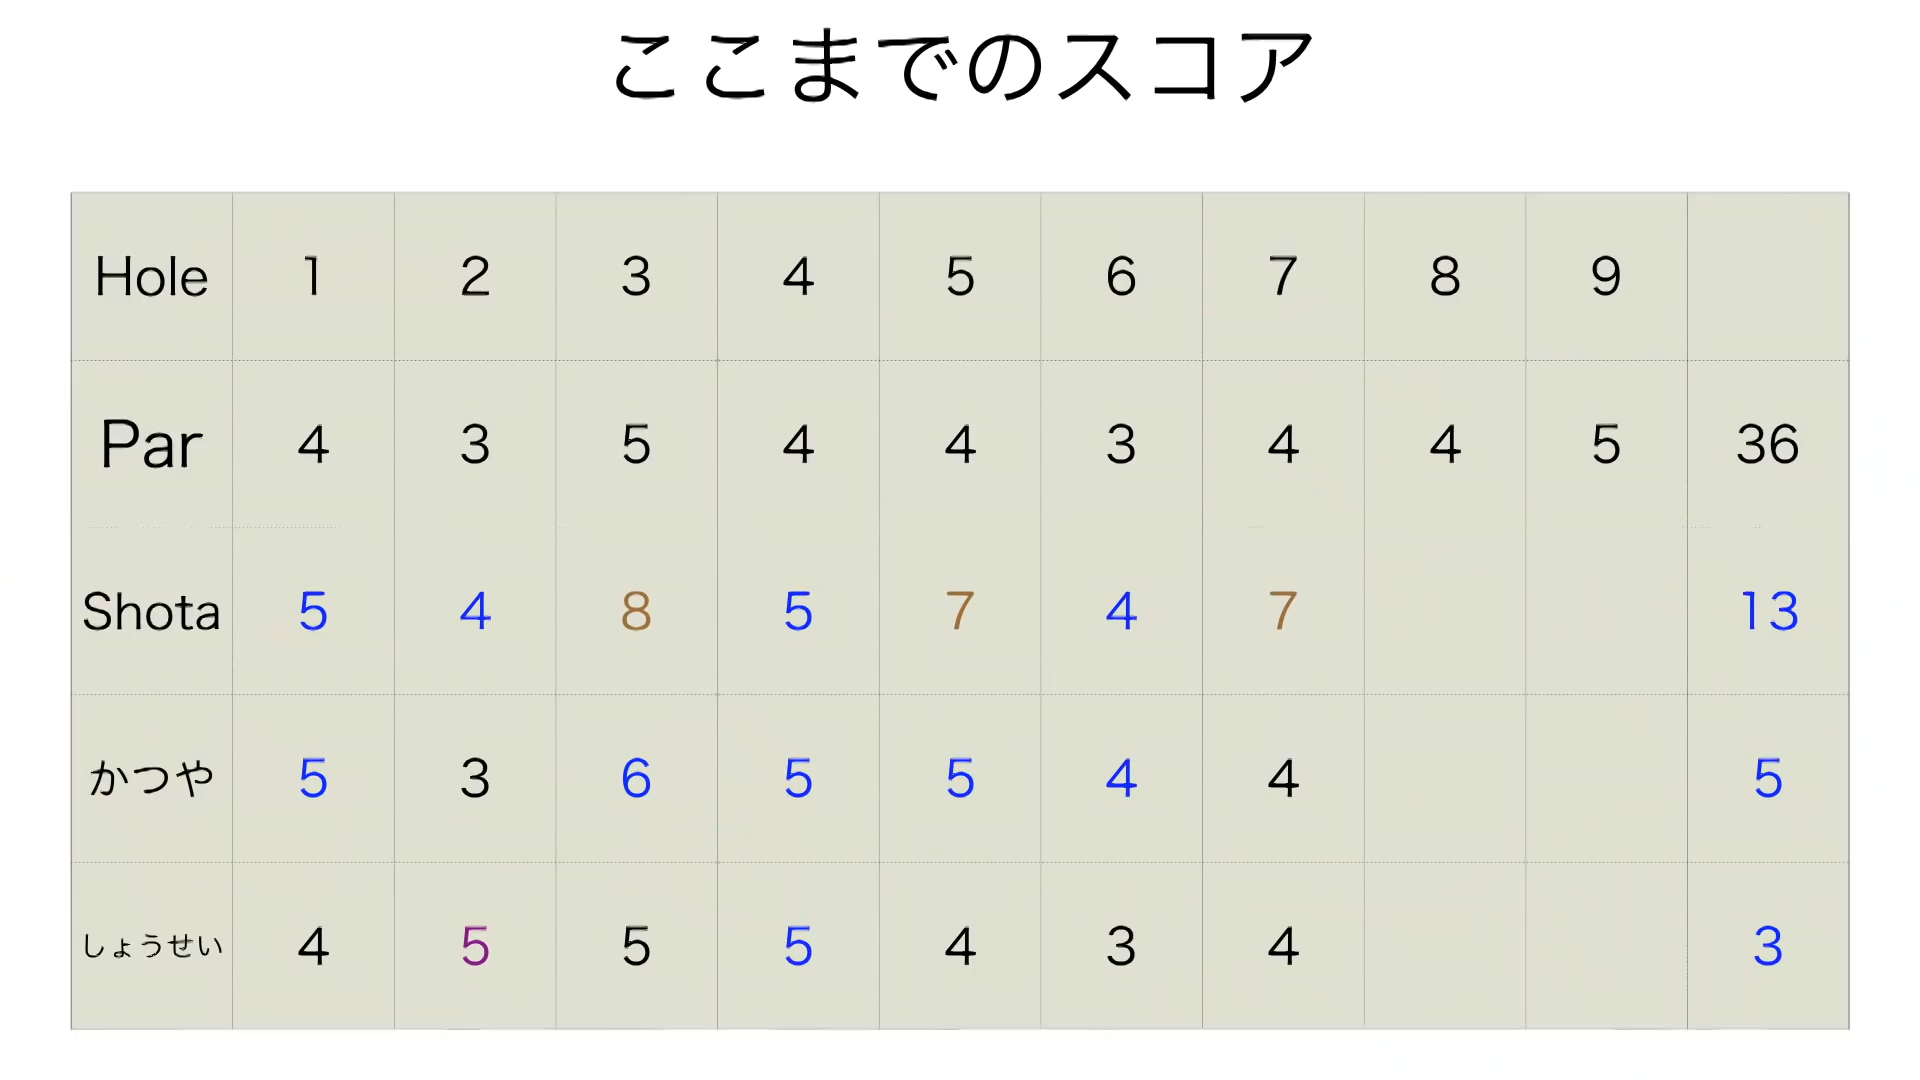 ここまでのスコア
Hole 1 2 3 4 5 6 7 8 9
Par 4 3 5 4 4 3 4 4 5 36
Shota 5 4 8 5 7 4 7 13
かつや 5 3 6 5 5 4 4 5
しょうせい 4 5 5 5 4 3 4 3